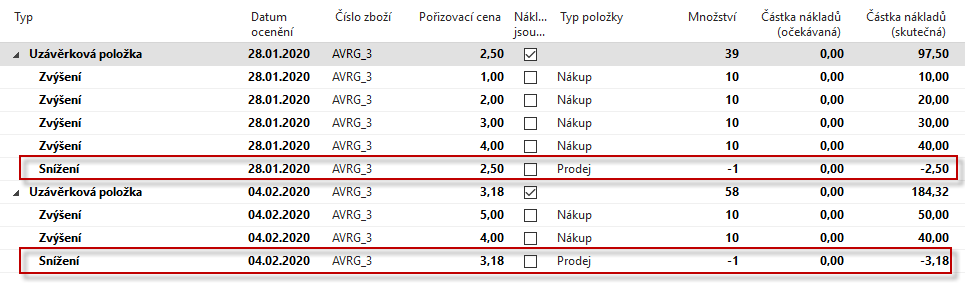 Typ Datum ocenění Číslo zboží Pořizovací cena Nákl... jsou... Typ položky Množství Částka nákladů (očekávaná) Částka nákladů (skutečná)
Uzávěrková položka 28.01.2020 AVRG_3 2,50 39 0,00 97,50
Zvýšení 28.01.2020 AVRG_3 1,00 Nákup 10 0,00 10,00
Zvýšení 28.01.2020 AVRG_3 2,00 Nákup 10 0,00 20,00
Zvýšení 28.01.2020 AVRG_3 3,00 Nákup 10 0,00 30,00
Zvýšení 28.01.2020 AVRG_3 4,00 Nákup 10 0,00 40,00
Snížení 28.01.2020 AVRG_3 2,50 Prodej -1 0,00 -2,50
Uzávěrková položka 04.02.2020 AVRG_3 3,18 58 0,00 184,32
Zvýšení 04.02.2020 AVRG_3 5,00 Nákup 10 0,00 50,00
Zvýšení 04.02.2020 AVRG_3 4,00 Nákup 10 0,00 40,00
Snížení 04.02.2020 AVRG_3 3,18 Prodej -1 0,00 -3,18